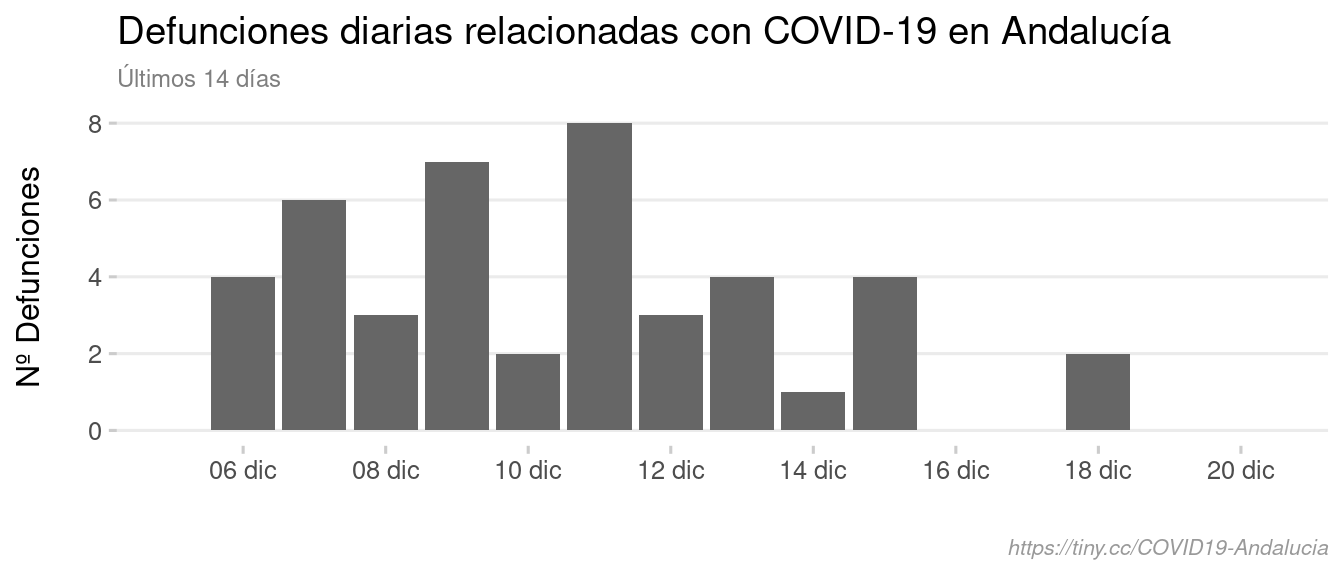 Defunciones diarias relacionadas con COVID-19 en Andalucía
Últimos 14 días
Nº Defunciones
8
6
4
2
0
06 dic 08 dic 10 dic 12 dic 14 dic 16 dic 18 dic 20 dic
https://tiny.cc/COVID19-Andalucia